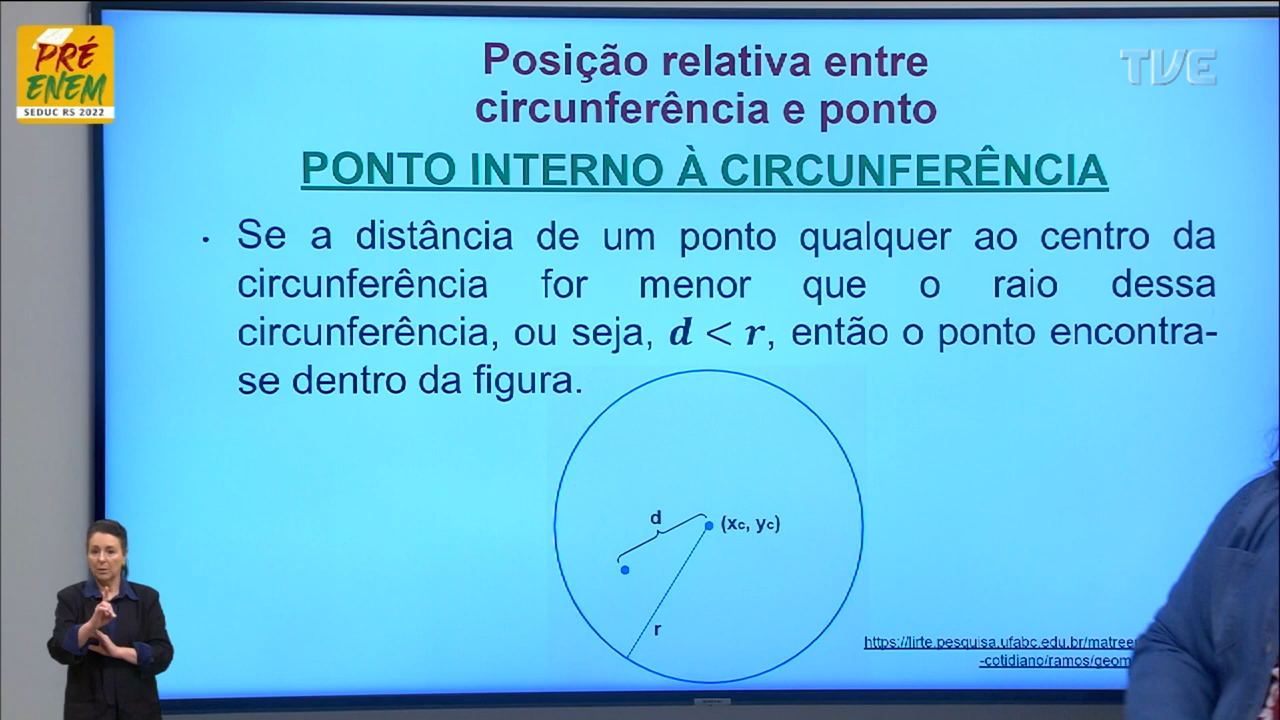 PRÉ
ENEM
SEDUC RS 2022
TVE
Posição relativa entre
circunferência e ponto
PONTO INTERNO À CIRCUNFERÊNCIA
• Se a distância de um ponto qualquer ao centro da
circunferência for menor que o raio dessa
circunferência, ou seja, d < r, então o ponto encontra-
se dentro da figura.
d
(xc, yc)
r
https://lirte.pesquisa.ufabc.edu.br/matree
-cotidiano/ramos/geom